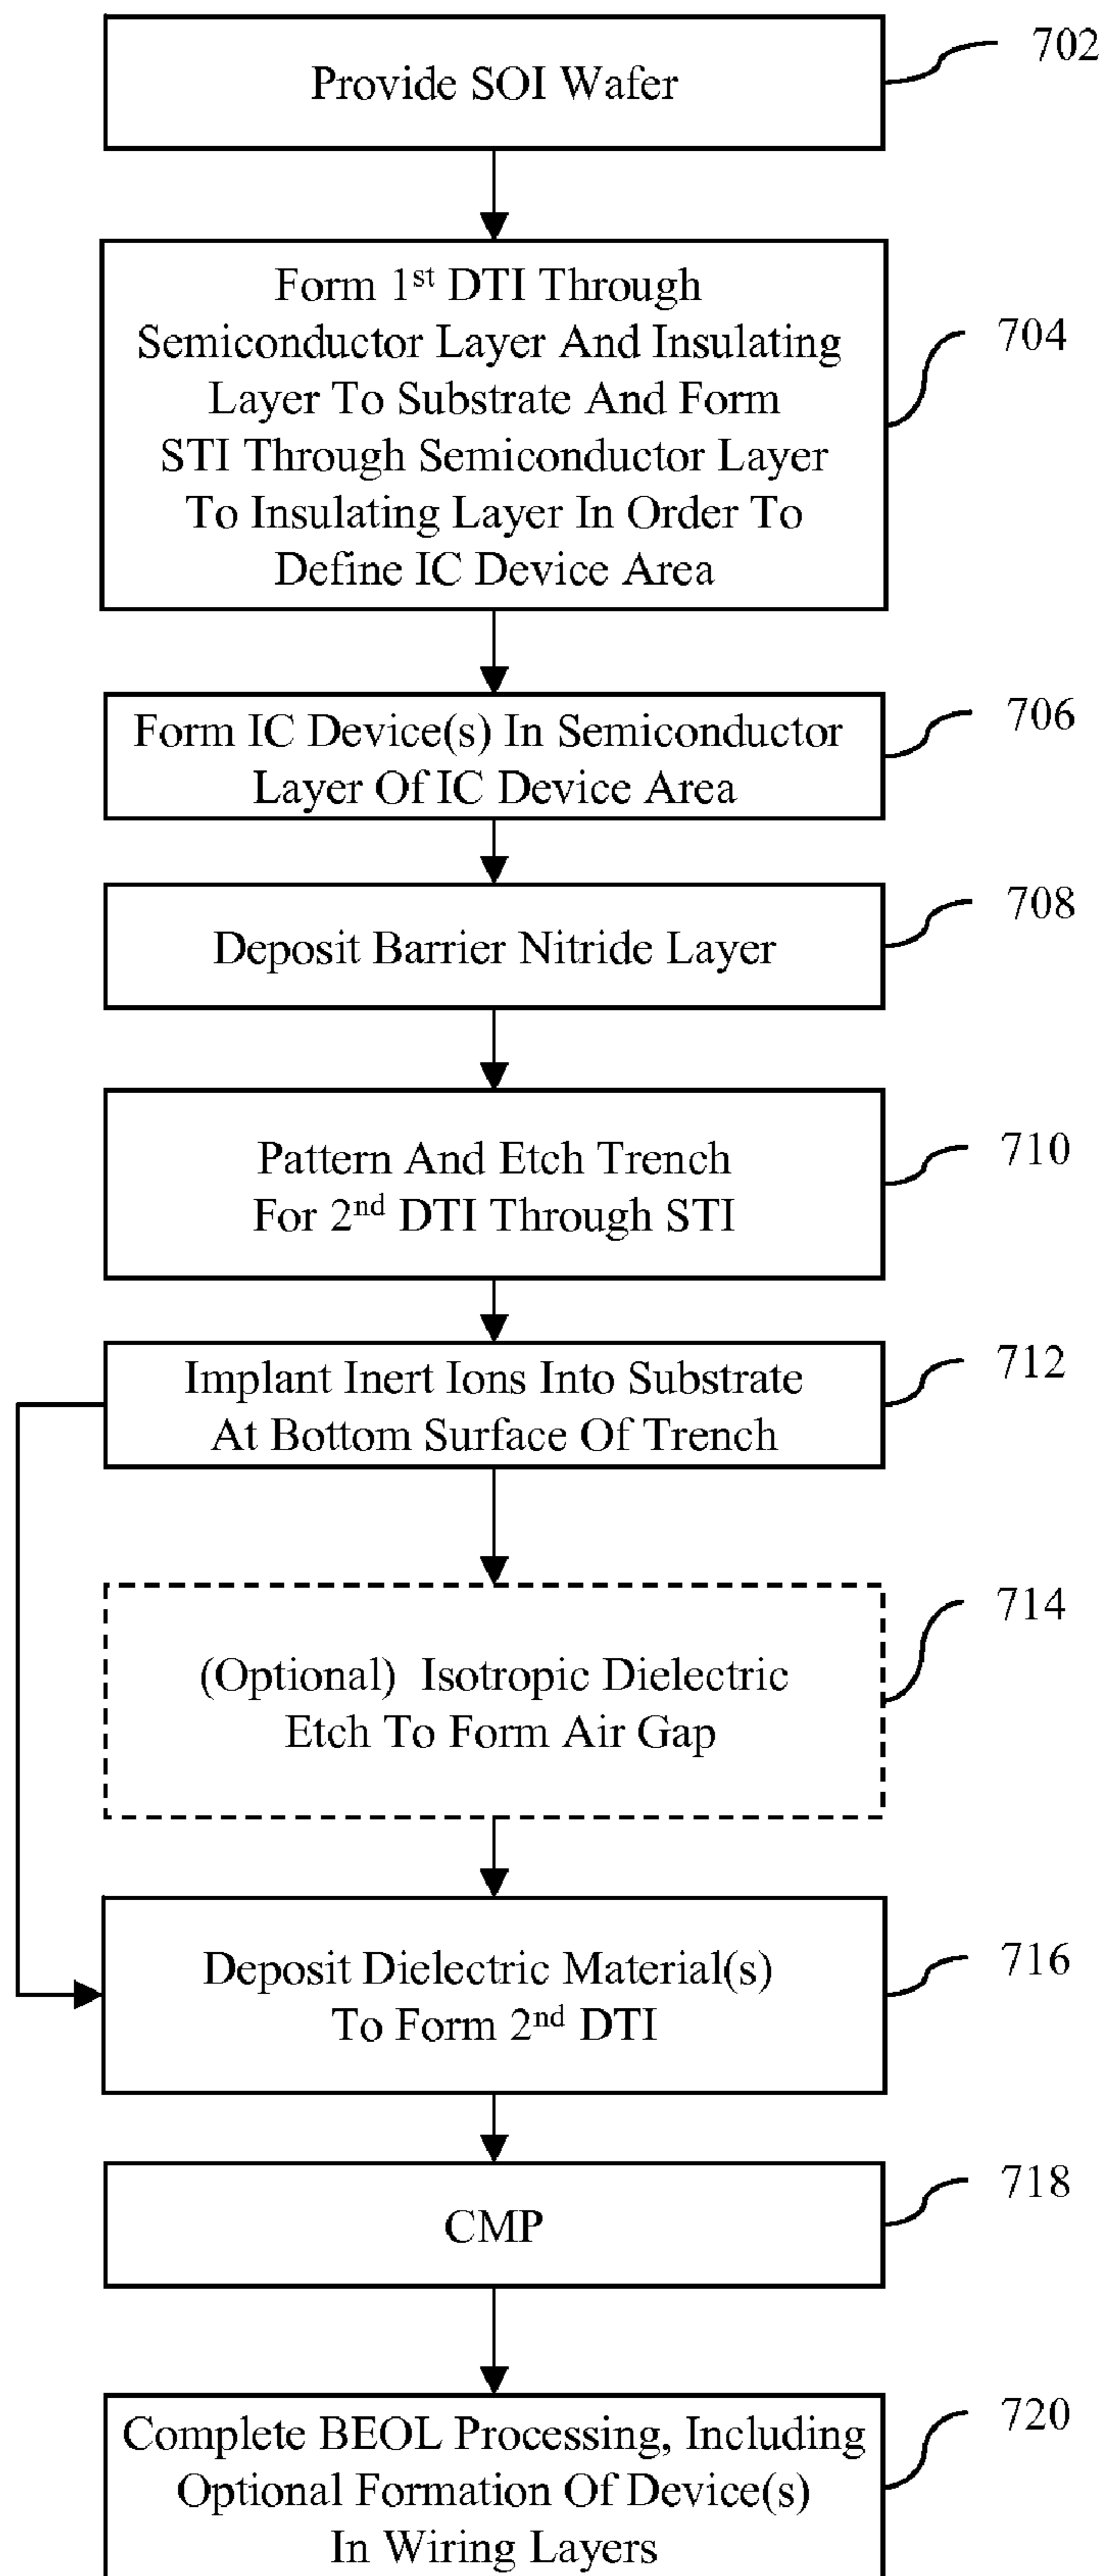 Provide SOI Wafer
702
Form 1st DTI Through
Semiconductor Layer And Insulating
Layer To Substrate And Form
STI Through Semiconductor Layer
To Insulating Layer In Order To
Define IC Device Area
704
Form IC Device(s) In Semiconductor
Layer Of IC Device Area
706
Deposit Barrier Nitride Layer
708
Pattern And Etch Trench
For 2nd DTI Through STI
710
Implant Inert Ions Into Substrate
At Bottom Surface Of Trench
712
(Optional) Isotropic Dielectric
Etch To Form Air Gap
714
Deposit Dielectric Material(s)
To Form 2nd DTI
716
CMP
718
Complete BEOL Processing, Including
Optional Formation Of Device(s)
In Wiring Layers
720